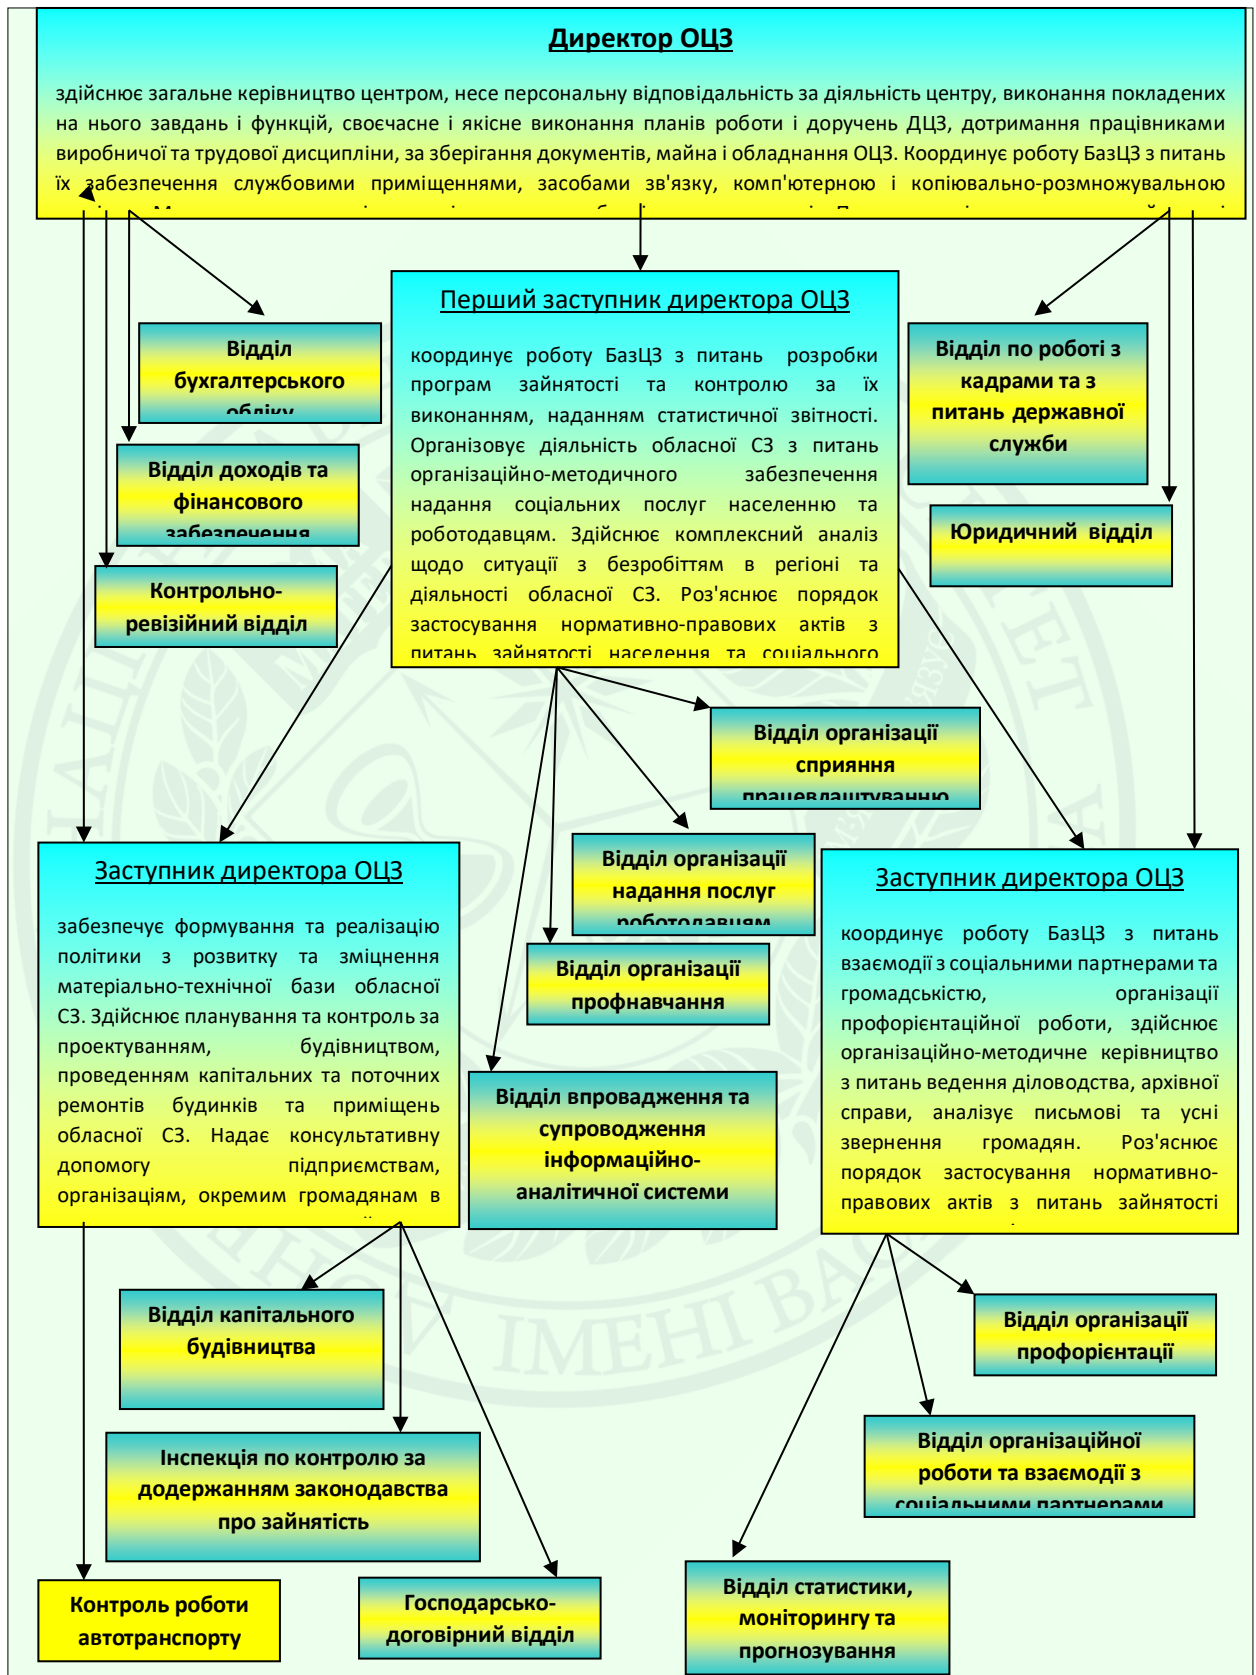 Директор ОЦЗ
здійснює загальне керівництво центром, несе персональну відповідальність за діяльність центру, виконання покладених
на нього завдань і функцій, своєчасне і якісне виконання планів роботи і доручень ДЦЗ, дотримання працівниками
виробничої та трудової дисципліни, за зберігання документів, майна і обладнання ОЦЗ. Координує роботу БазЦЗ з питань
їх забезпечення службовими приміщеннями, засобами зв'язку, комп'ютерною і копіювально-розмножувальною
Перший заступник директора ОЦЗ
координує роботу БазЦЗ з питань розробки
програм зайнятості та контролю за їх
виконанням, наданням статистичної звітності.
Організовує діяльність обласної СЗ з питань
організаційно-методичного забезпечення
надання соціальних послуг населенню та
роботодавцям. Здійснює комплексний аналіз
щодо ситуації з безробіттям в регіоні та
діяльності обласної СЗ. Роз'яснює порядок
застосування нормативно-правових актів з
питань зайнятості населення та соціального
Відділ
бухгалтерського
обліку
Відділ доходів та
фінансового
забезпечення
Контрольно-
ревізійний відділ
Відділ по роботі з
кадрами та з
питань державної
служби
Юридичний відділ
Відділ організації
сприяння
працевлаштуванню
Відділ організації
надання послуг
роботодавцям
Відділ організації
профнавчання
Відділ впровадження та
супроводження
інформаційно-
аналітичної системи
Заступник директора ОЦЗ
забезпечує формування та реалізацію
політики з розвитку та зміцнення
матеріально-технічної бази обласної
СЗ. Здійснює планування та контроль за
проектуванням, будівництвом,
проведенням капітальних та поточних
ремонтів будинків та приміщень
обласної СЗ. Надає консультативну
допомогу підприємствам,
організаціям, окремим громадянам в
Заступник директора ОЦЗ
координує роботу БазЦЗ з питань
взаємодії з соціальними партнерами та
громадськістю, організації
профорієнтаційної роботи, здійснює
організаційно-методичне керівництво
з питань ведення діловодства, архівної
справи, аналізує письмові та усні
звернення громадян. Роз'яснює
порядок застосування нормативно-
правових актів з питань зайнятості
Відділ капітального
будівництва
Інспекція по контролю за
додержанням законодавства
про зайнятість
Контроль роботи
автотранспорту
Господарсько-
договірний відділ
Відділ організації
профорієнтації
Відділ організаційної
роботи та взаємодії з
соціальними партнерами
Відділ статистики,
моніторингу та
прогнозування
ІМЕНІ